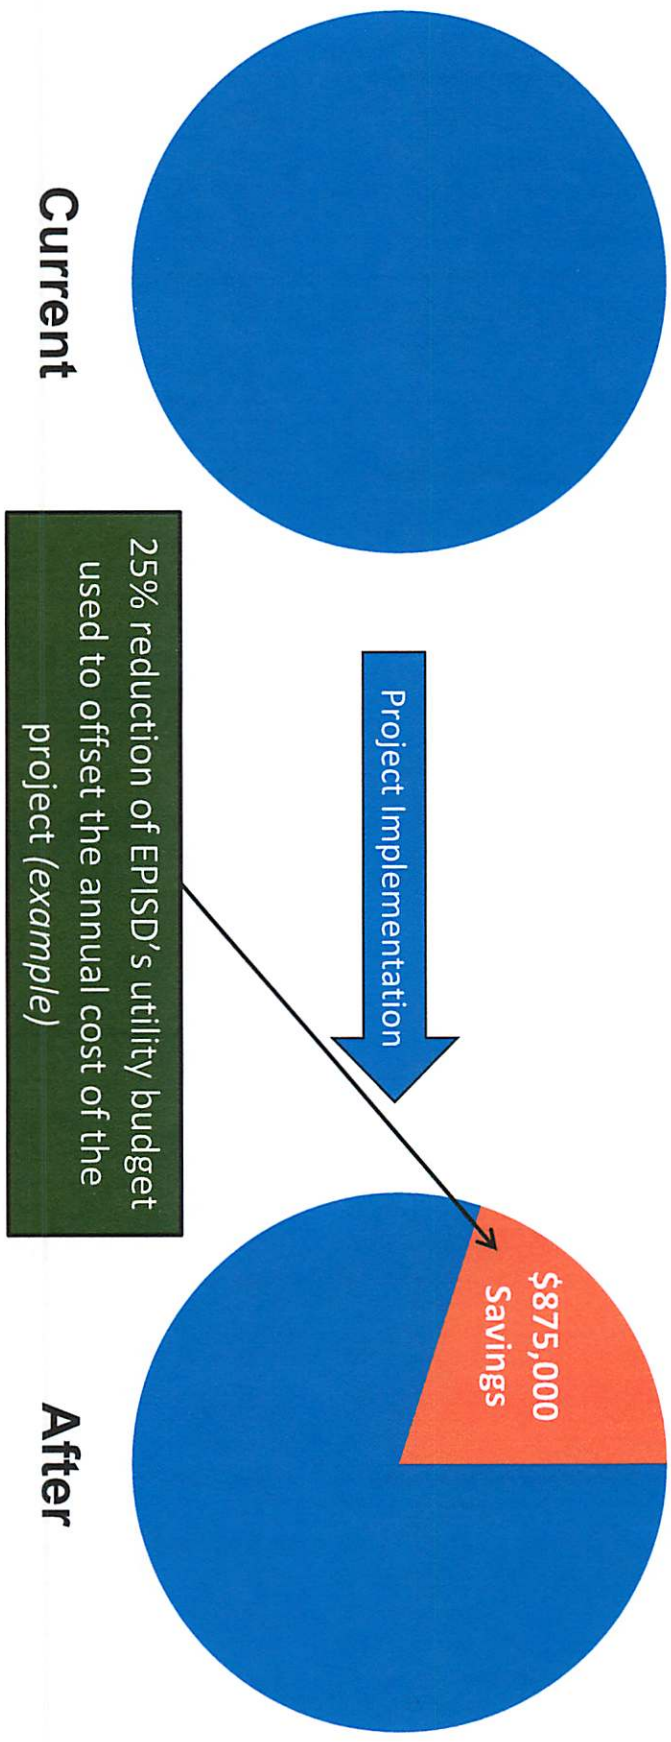 Project Implementation
$875,000
Savings
Current
After
25% reduction of EPISD's utility budget
used to offset the annual cost of the
project (example)